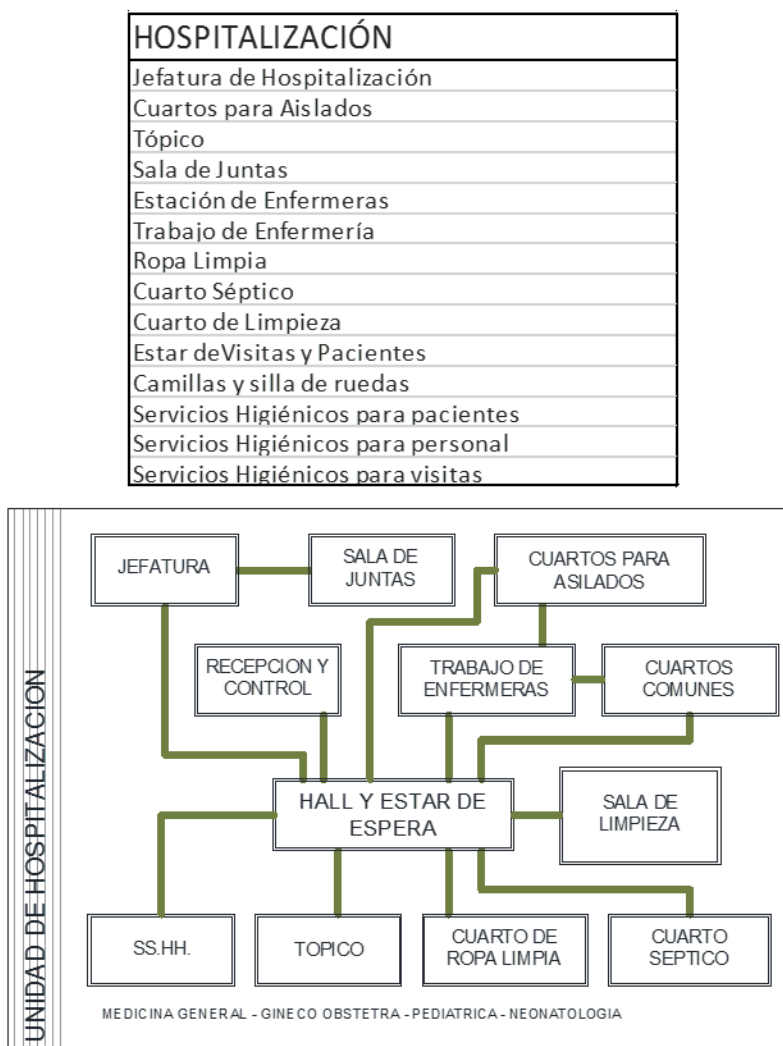 HOSPITALIZACIÓN
Jefatura de Hospitalización
Cuartos para Aislados
Tópico
Sala de Juntas
Estación de Enfermeras
Trabajo de Enfermería
Ropa Limpia
Cuarto Séptico
Cuarto de Limpieza
Estar deVisitas y Pacientes
Camillas y silla de ruedas
Servicios Higiénicos para pacientes
Servicios Higiénicos para personal
Servicios Higiénicos para visitas
UNIDAD DE HOSPITALIZACION
JEFATURA
SALA DE
JUNTAS
CUARTOS PARA
ASILADOS
RECEPCION Y
CONTROL
TRABAJO DE
ENFERMERAS
CUARTOS
COMUNES
HALL Y ESTAR DE
ESPERA
SALA DE
LIMPIEZA
SS.HH.
TOPICO
CUARTO DE
ROPA LIMPIA
CUARTO
SEPTICO
MEDICINA GENERAL - GINECO OBSTETRA - PEDIATRICA - NEONATOLOGIA